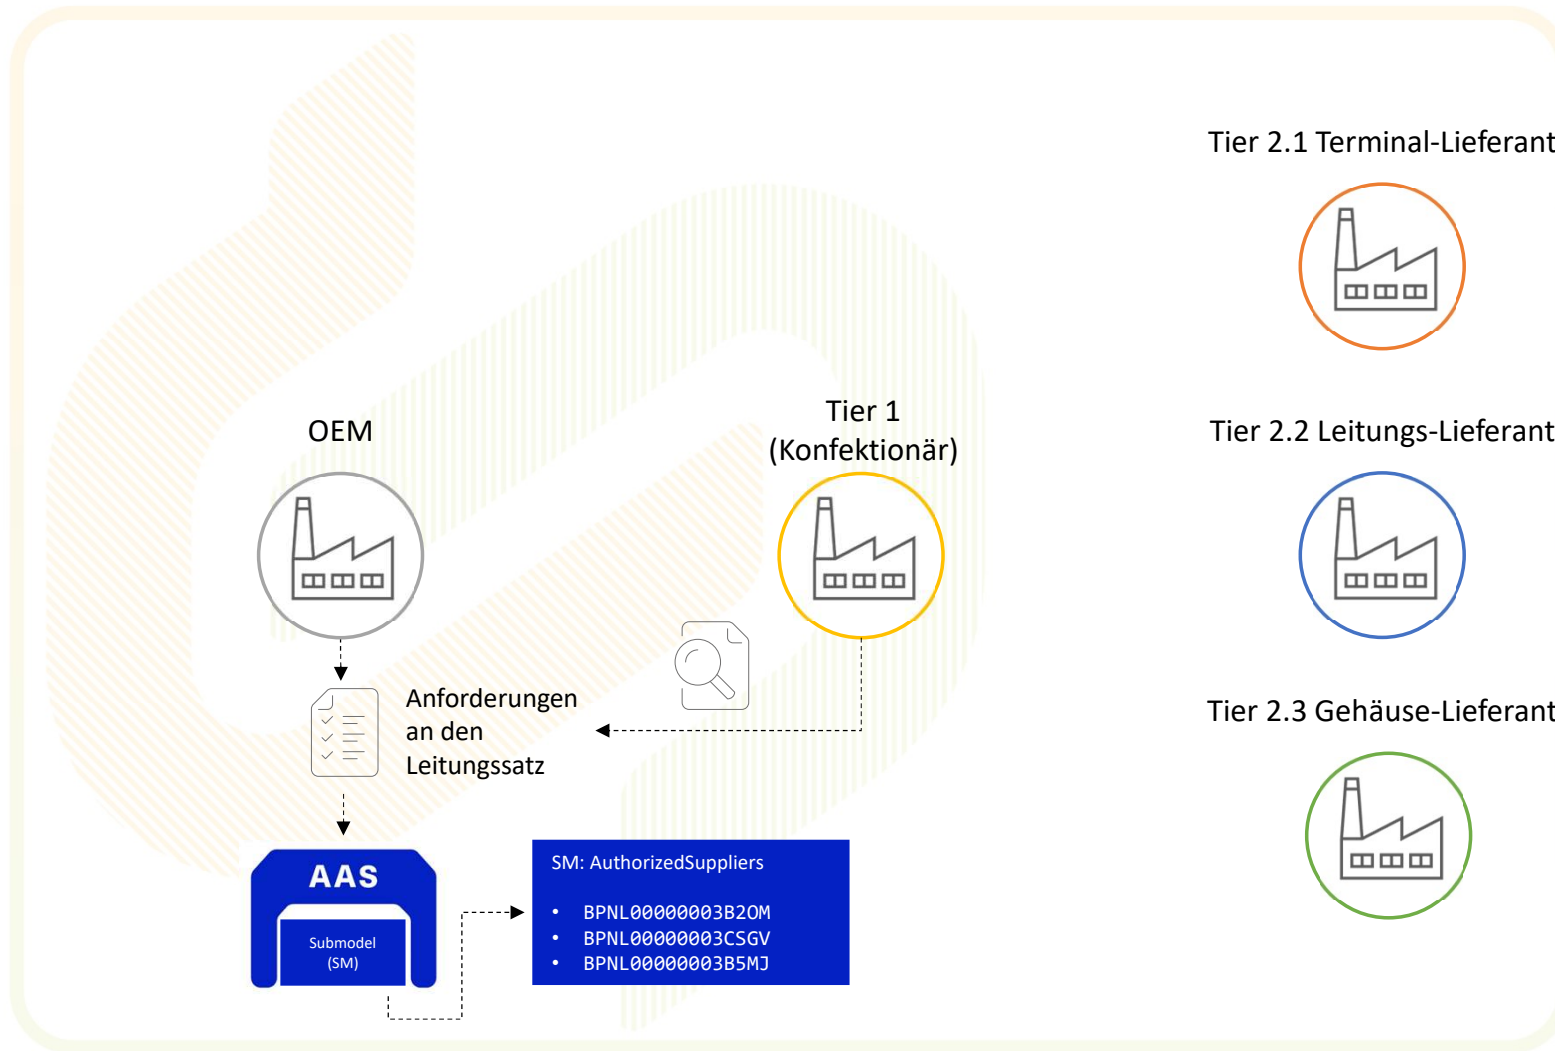 Tier 2.1 Terminal-Lieferant
OEM
Tier 1
(Konfektionär)
Tier 2.2 Leitungs-Lieferant
Anforderungen
an den
Leitungssatz
Tier 2.3 Gehäuse-Lieferant
AAS
Submodel
(SM)
SM: AuthorizedSuppliers
• BPNL00000003B2OM
• BPNL00000003CSGV
• BPNL00000003B5MJ